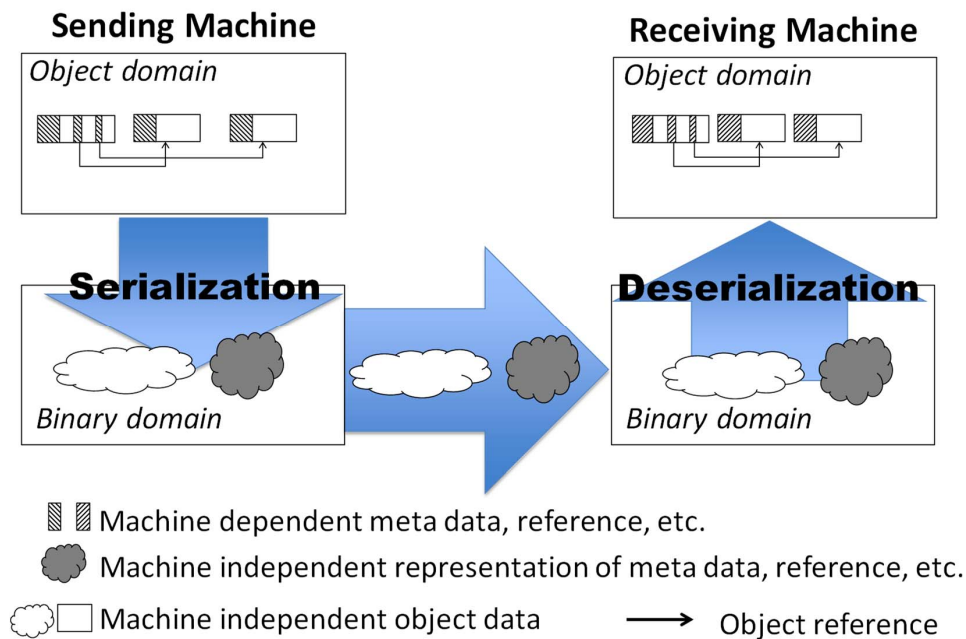 Sending Machine
Receiving Machine
Object domain
Object domain
Serialization
Deserialization
Binary domain
Binary domain
Machine dependent meta data, reference, etc.
Machine independent representation of meta data, reference, etc.
Machine independent object data
Object reference